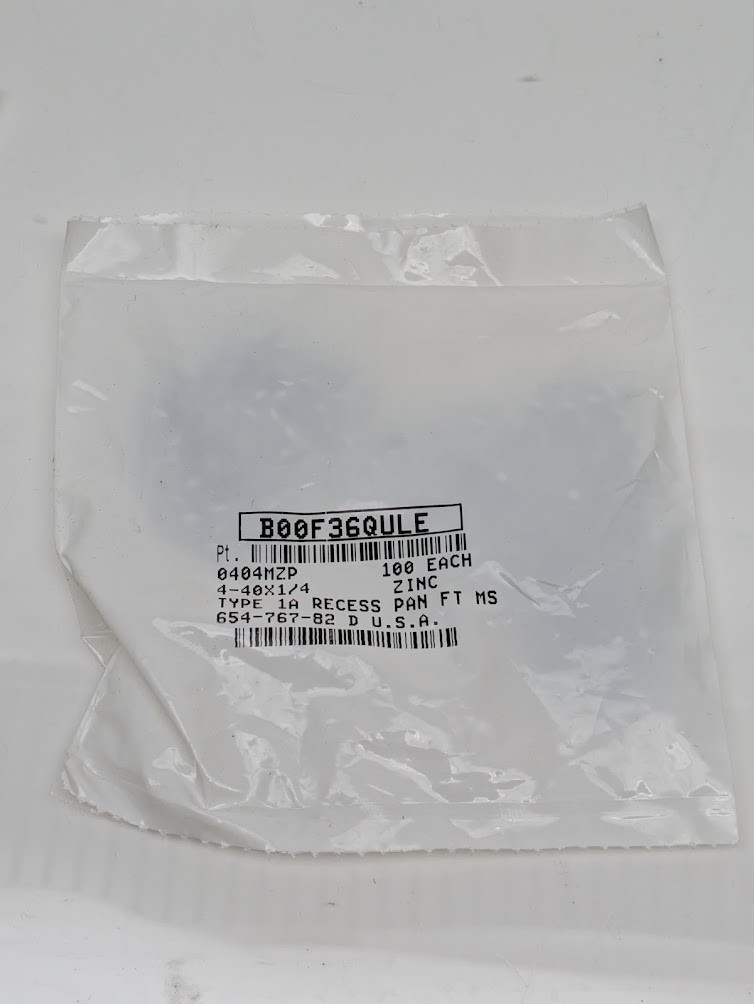 B00F36QULE
Pt.
0404MZP 100 EACH
4-40X1/4 ZINC
TYPE 1A RECESS PAN FT MS
654-767-82 D U.S.A.